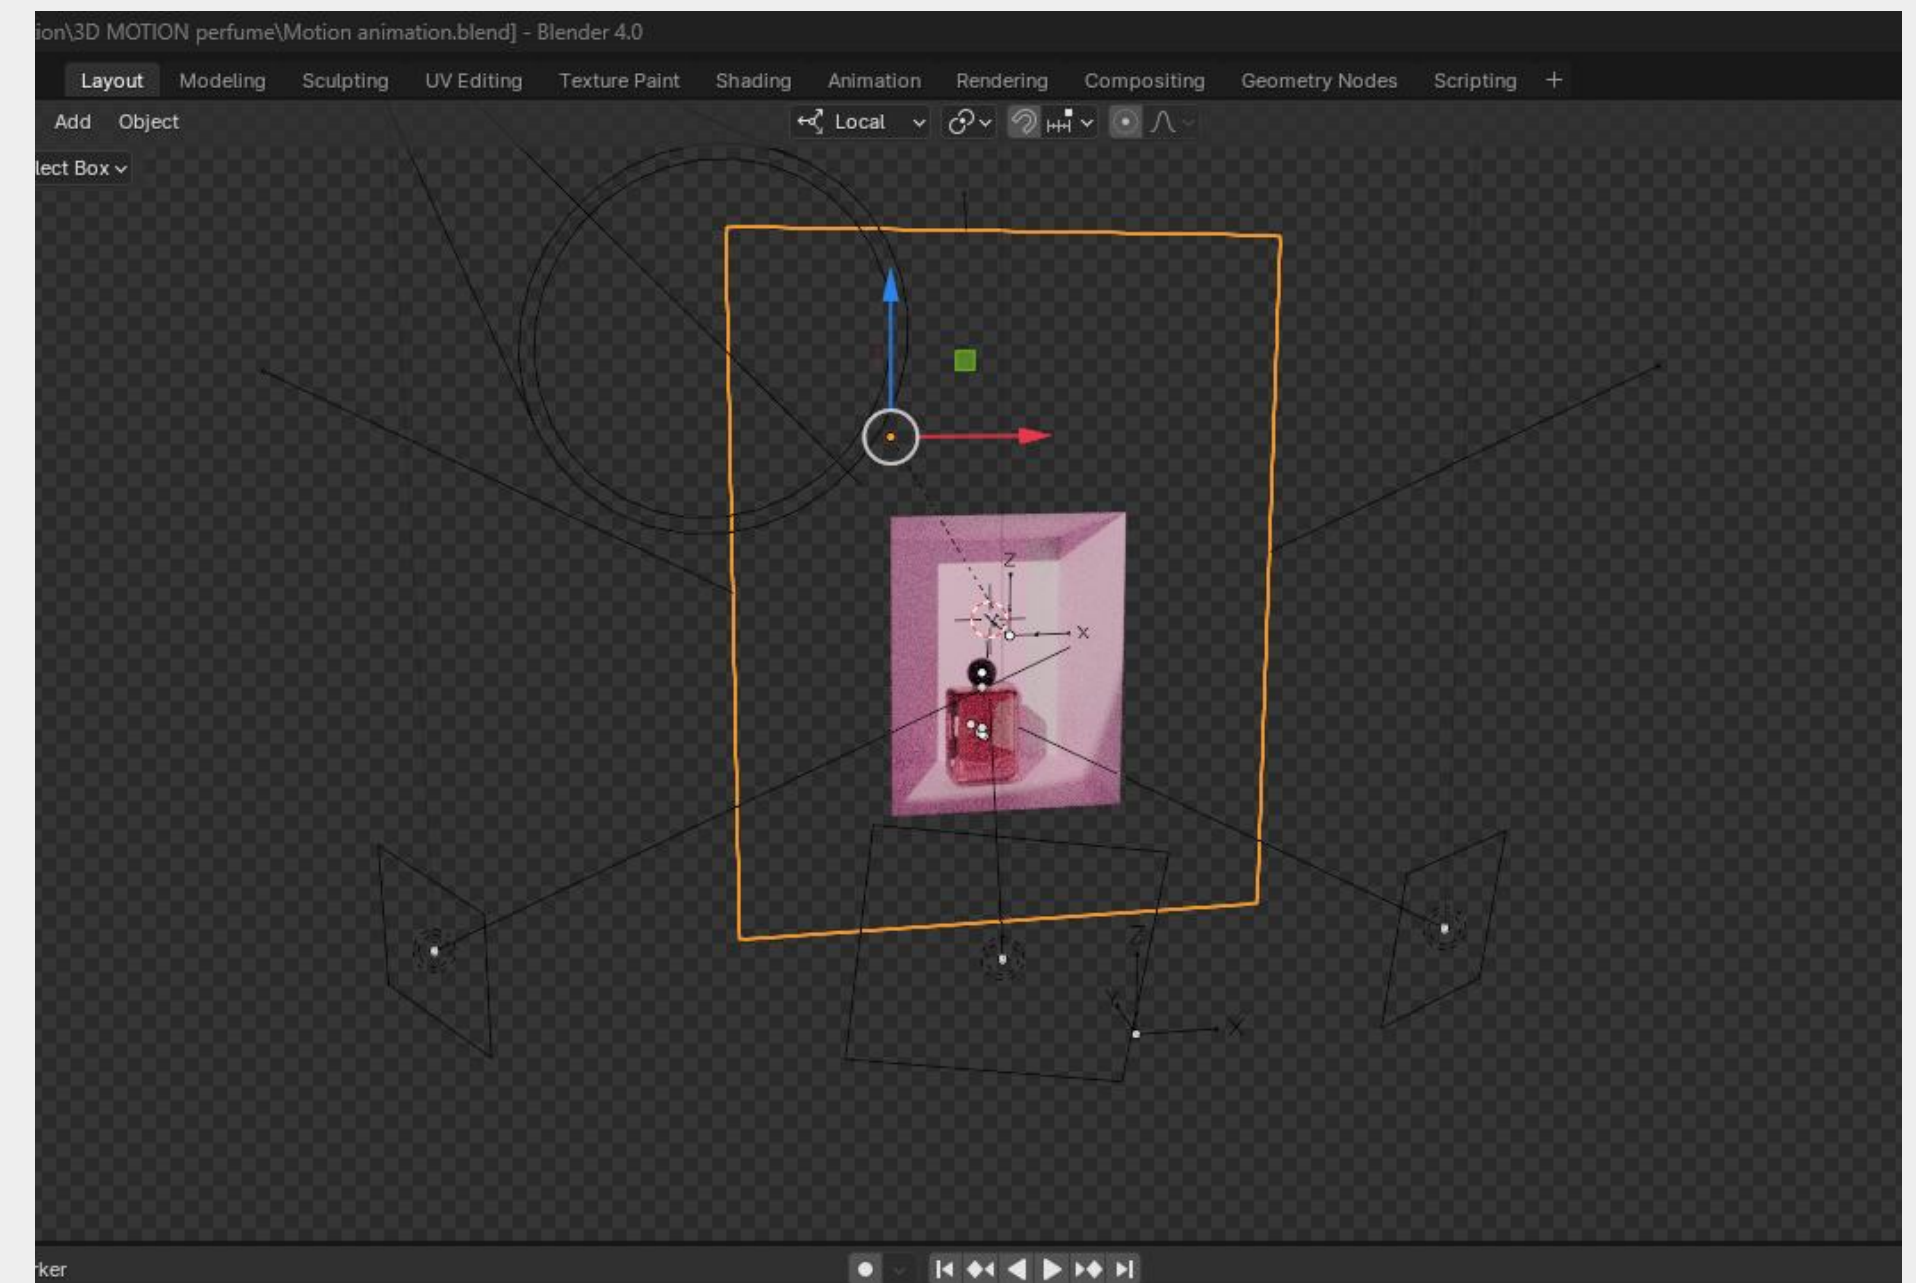 ion\3D MOTION perfume\Motion animation.blend] - Blender 4.0
Layout Modeling Sculpting UV Editing Texture Paint Shading Animation Rendering Compositing Geometry Nodes Scripting +
Add Object Local
lect Box
Z
Y X
Z
Y X
rker